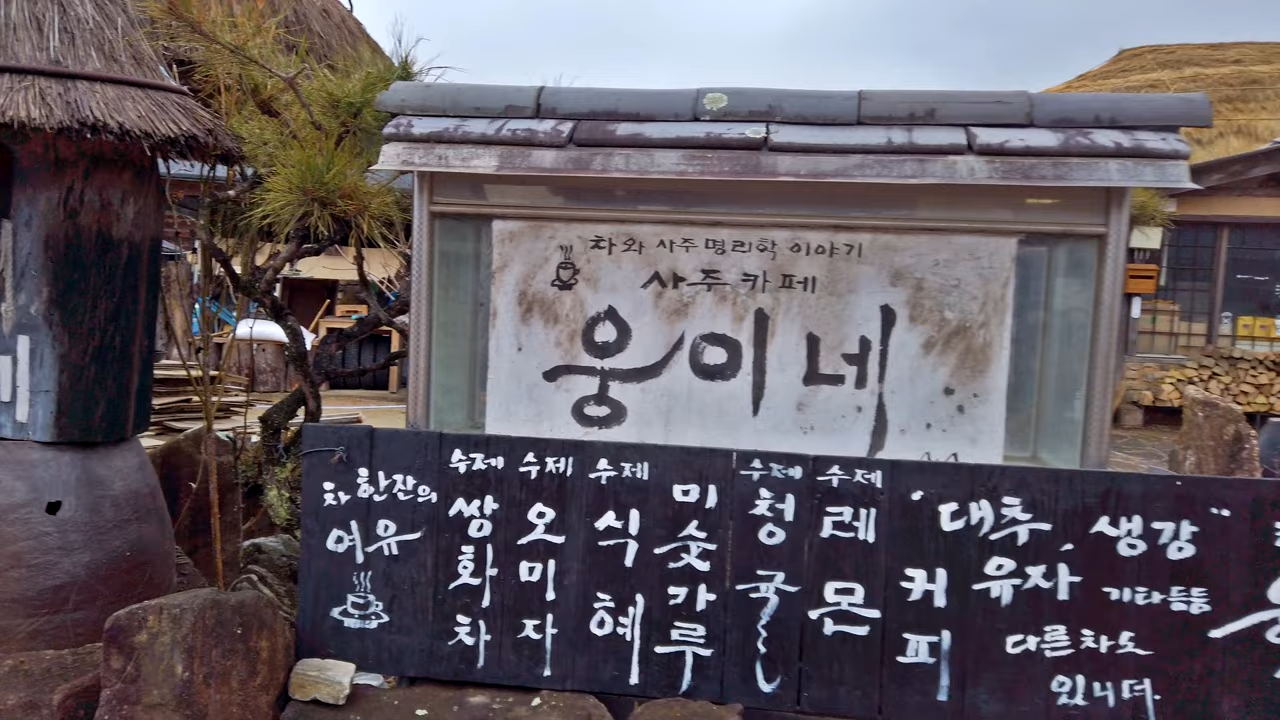 차와 사주명리학 이야기
사주카페
웅이네
차 한잔의
여유
수제
쌍화차
수제
오미자
수제
식혜
미숫가루
수제
청귤
수제
레몬
커피
"대추, 생강"
유자
기타등등
다른차도
있니뎌.